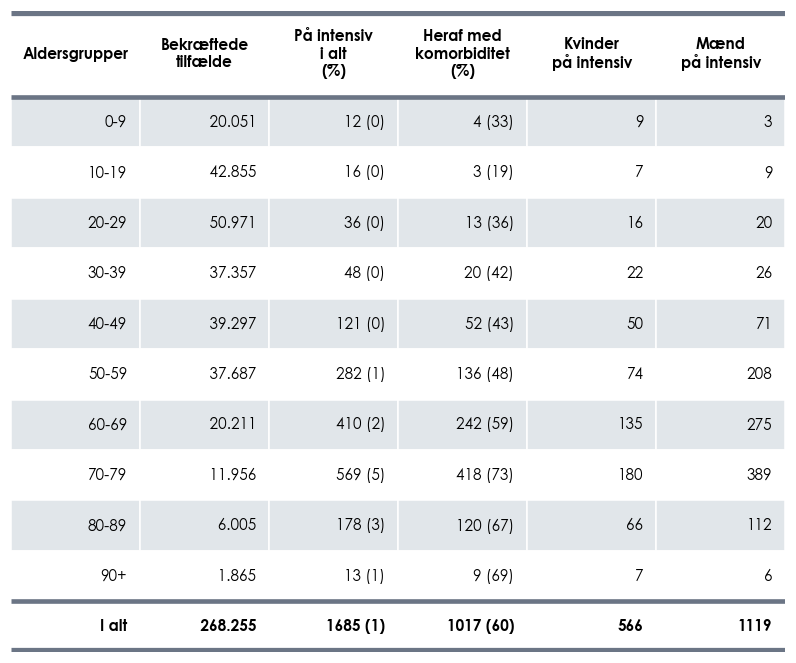 Aldersgrupper Bekræftede tilfælde På intensiv i alt (%) Heraf med komorbiditet (%) Kvinder på intensiv Mænd på intensiv
0-9 20.051 12 (0) 4 (33) 9 3
10-19 42.855 16 (0) 3 (19) 7 9
20-29 50.971 36 (0) 13 (36) 16 20
30-39 37.357 48 (0) 20 (42) 22 26
40-49 39.297 121 (0) 52 (43) 50 71
50-59 37.687 282 (1) 136 (48) 74 208
60-69 20.211 410 (2) 242 (59) 135 275
70-79 11.956 569 (5) 418 (73) 180 389
80-89 6.005 178 (3) 120 (67) 66 112
90+ 1.865 13 (1) 9 (69) 7 6
I alt 268.255 1685 (1) 1017 (60) 566 1119